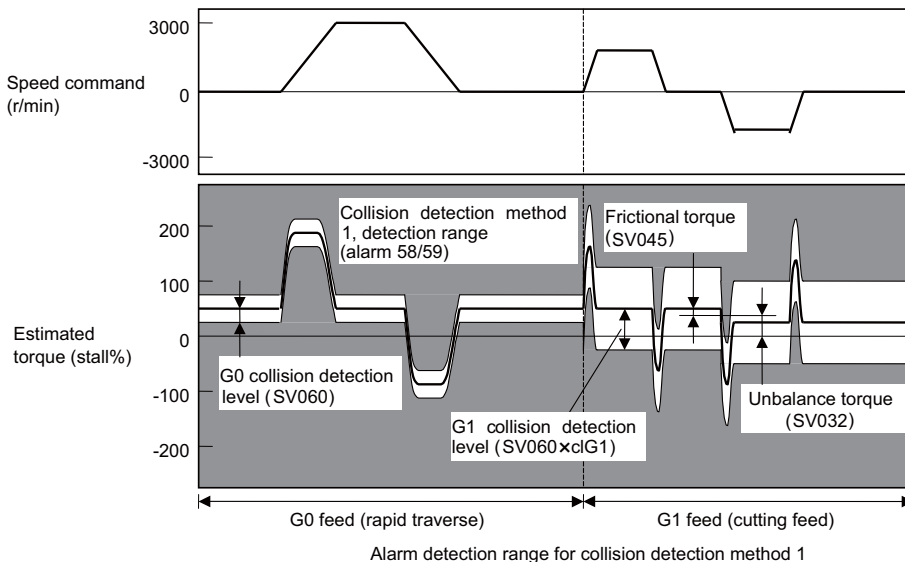 3000
Speed command
(r/min)
0
-3000
200
100
Estimated
torque (stall%)
0
-100
-200
Collision detection method
1, detection range
(alarm 58/59)
Frictional torque
(SV045)
G0 collision detection
level (SV060)
G1 collision detection
level (SV060×clG1)
Unbalance torque
(SV032)
G0 feed (rapid traverse)
G1 feed (cutting feed)
Alarm detection range for collision detection method 1